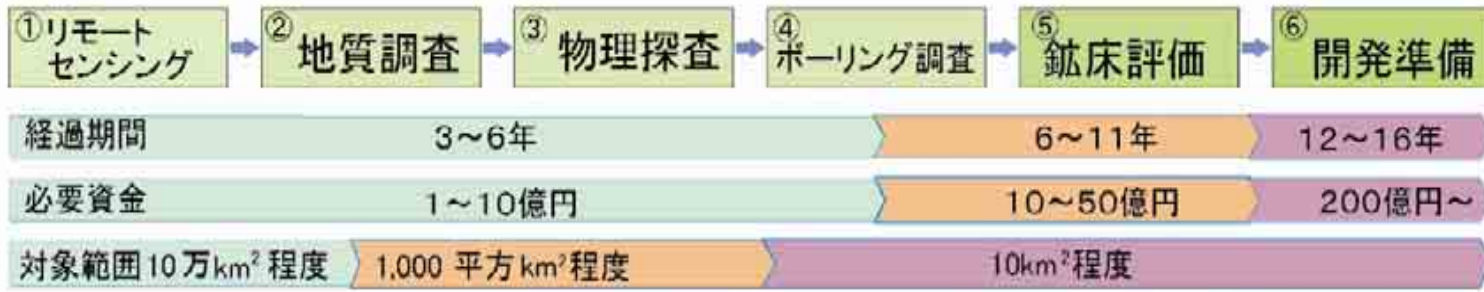 ①リモート
センシング
②地質調査
③物理探査
④ボーリング調査
⑤鉱床評価
⑥開発準備
経過期間 3～6年 6～11年 12～16年
必要資金 1～10億円 10～50億円 200億円～
対象範囲10万km²程度 1,000 平方km²程度 10km²程度